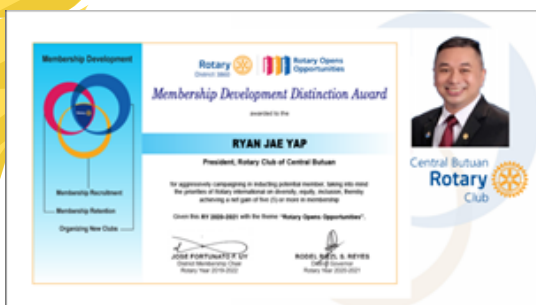 Membership Development
Membership Recruitment
Membership Retention
Organizing New Clubs
Rotary
District 3860
Rotary Opens
Opportunities
Membership Development Distinction Award
awarded to the
RYAN JAE YAP
President, Rotary Club of Central Butuan
for aggressively campaigning in inducting potential member, taking into mind
the priorities of Rotary international on diversity, equity, inclusion, thereby
achieving a net gain of five (5) or more in membership
Given this RY 2020-2021 with the theme "Rotary Opens Opportunities".
JOSE FORTUNATO P. UY
District Membership Chair
Rotary Year 2019-2022
S. REYES
District Governor
Rotary Year 2020-2021
Central Butuan
Rotary
Club